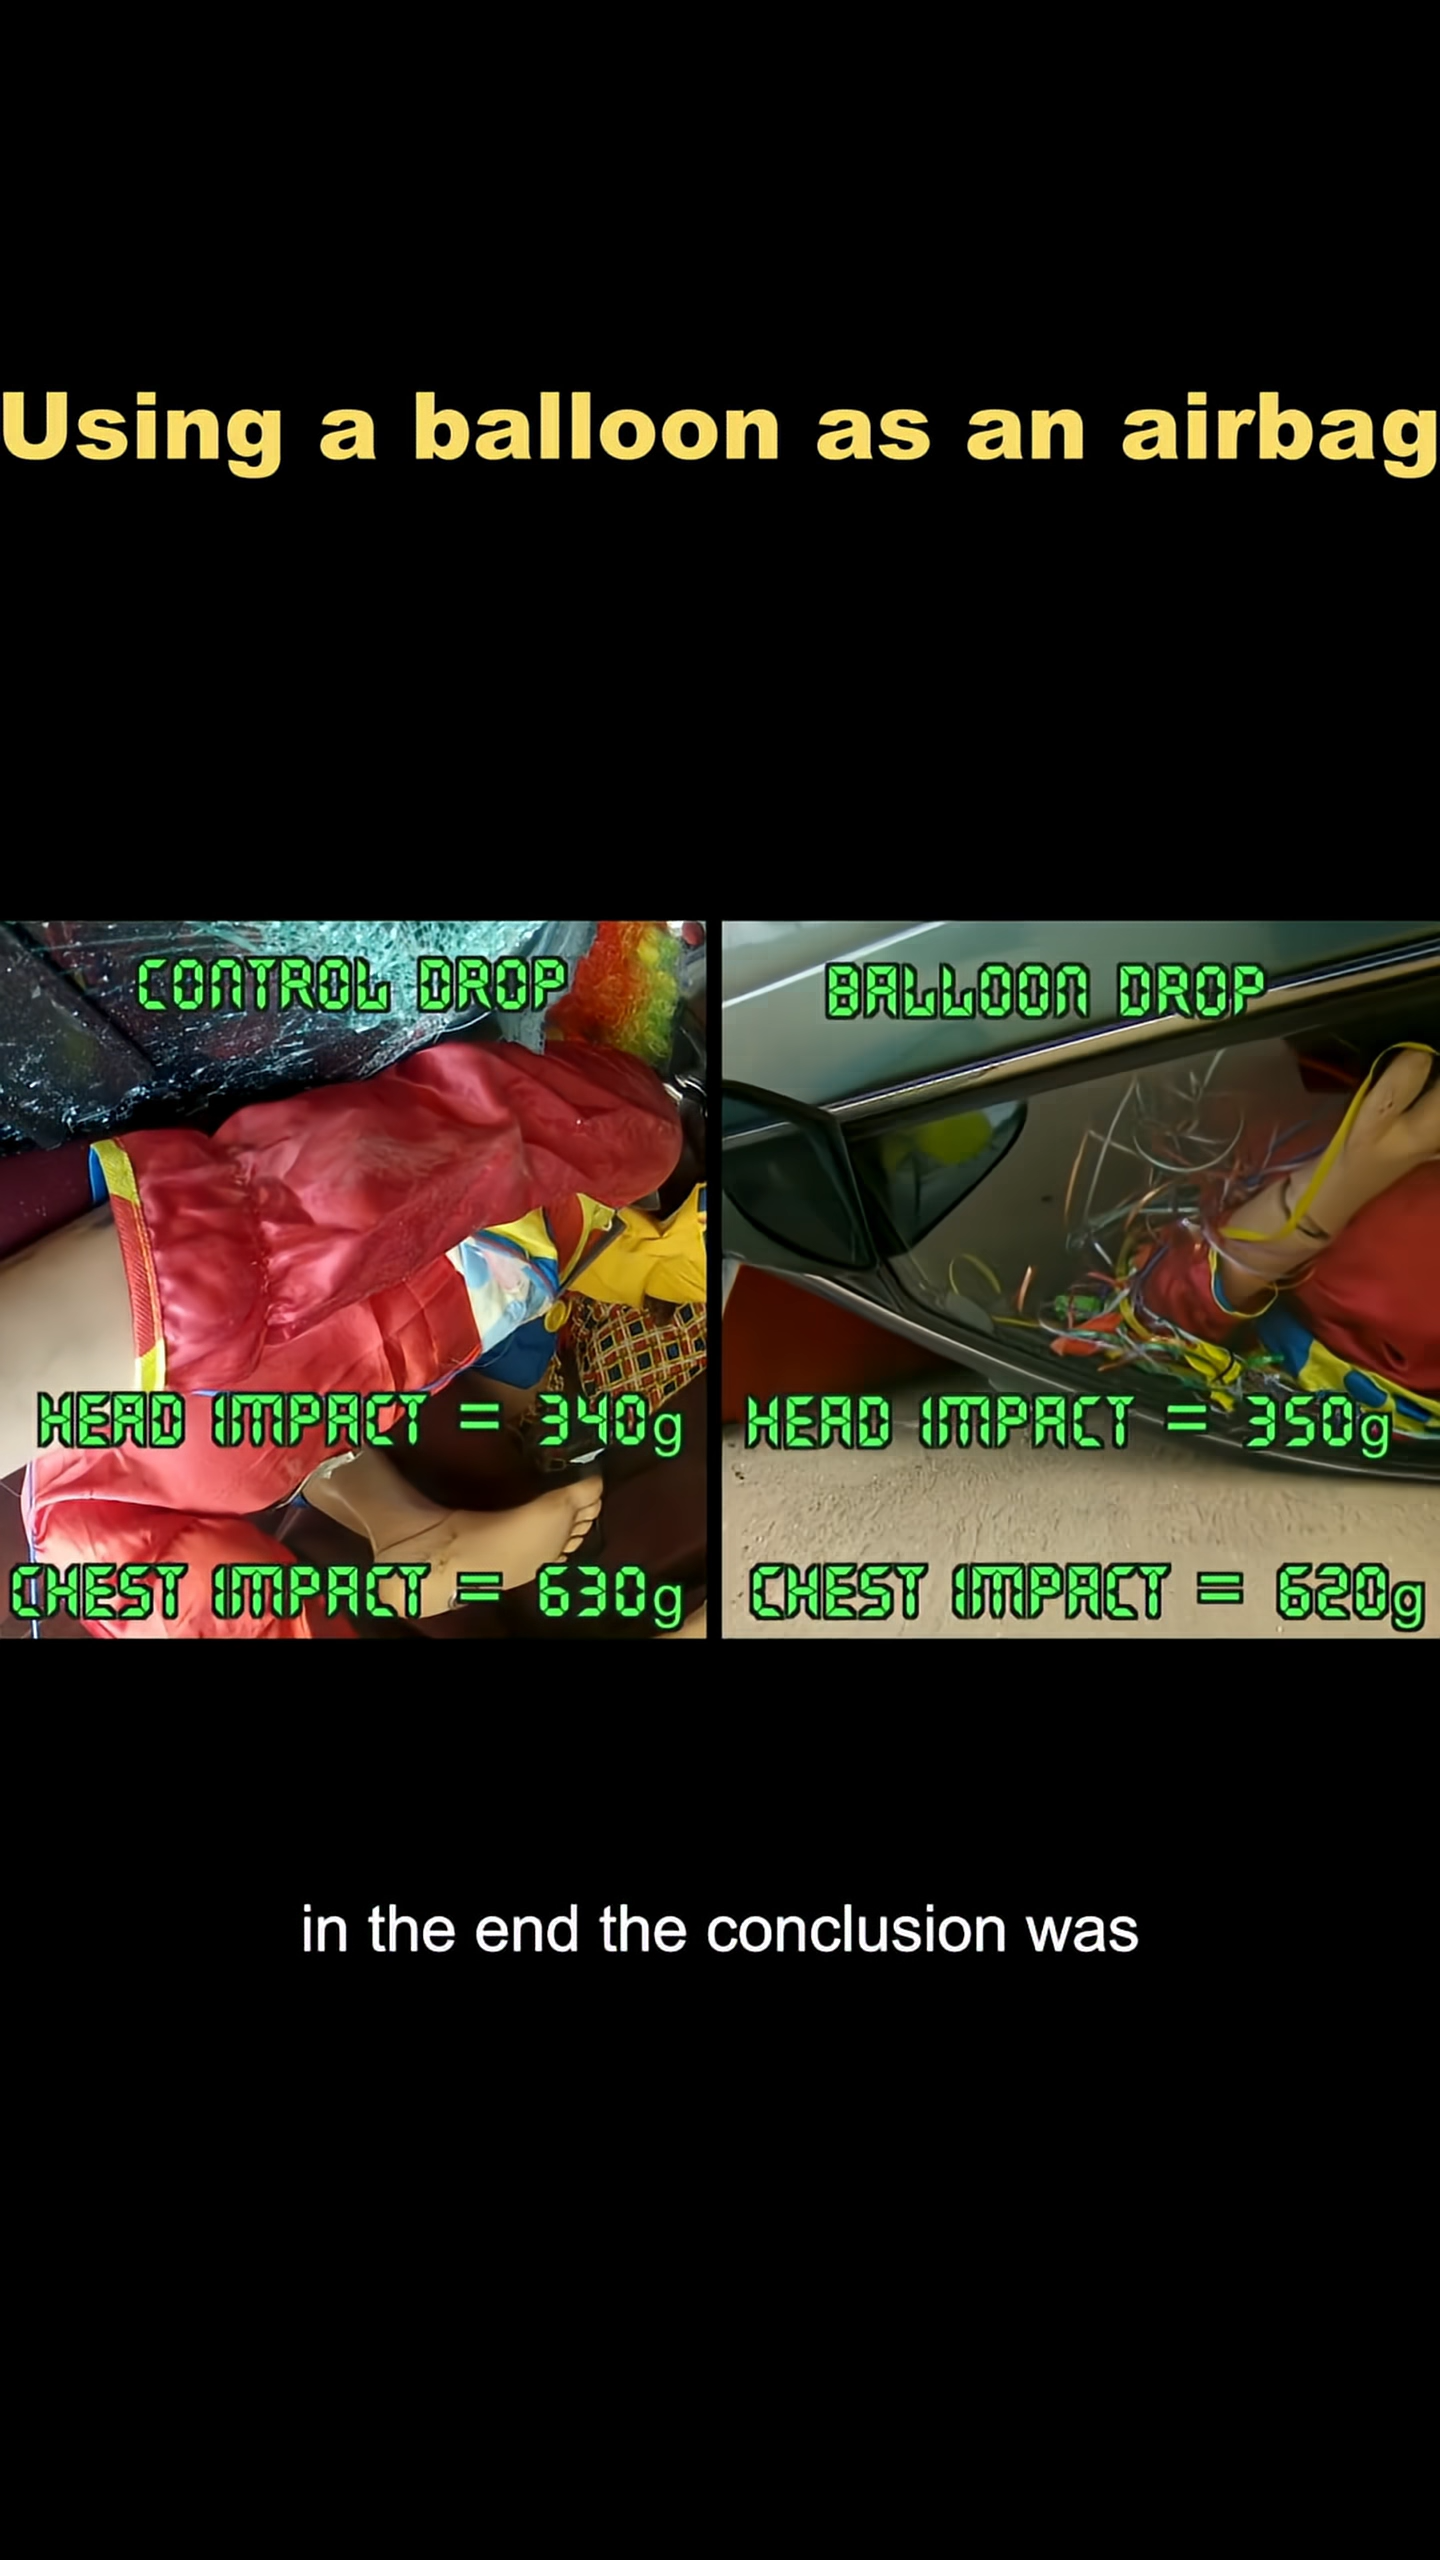 Using a balloon as an airbag
CONTROL DROP
HEAD IMPACT = 340g
CHEST IMPACT = 630g
BALLOON DROP
HEAD IMPACT = 350g
CHEST IMPACT = 620g
in the end the conclusion was